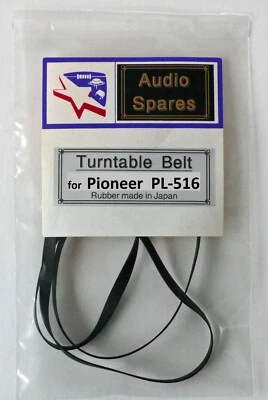 Audio
Spares
Turntable Belt
for Pioneer PL-516
Rubber made in Japan